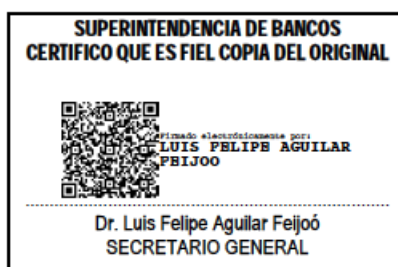 SUPERINTENDENCIA DE BANCOS
CERTIFICO QUE ES FIEL COPIA DEL ORIGINAL
Firmado electrónicamente por:
LUIS FELIPE AGUILAR
FEIJOO
Dr. Luis Felipe Aguilar Feijoó
SECRETARIO GENERAL